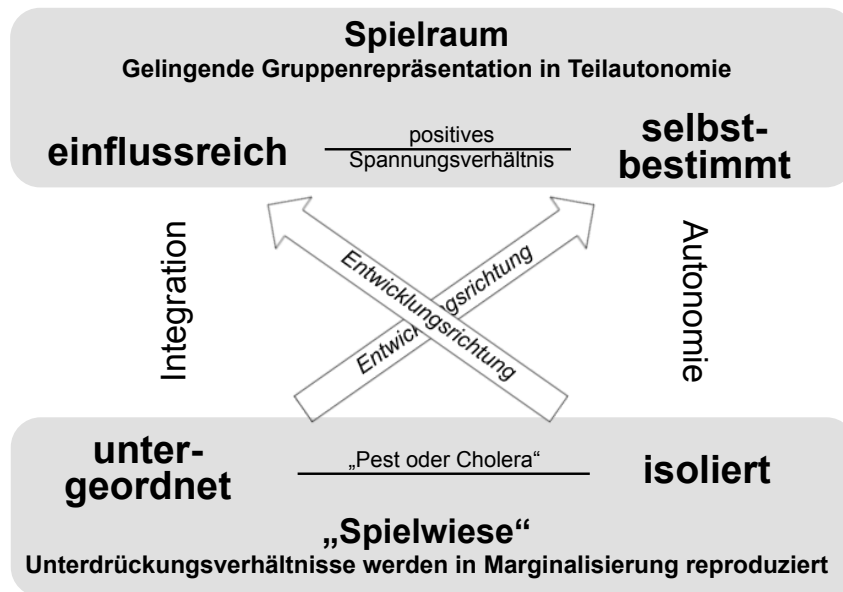 Spielraum
Gelingende Gruppenrepräsentation in Teilautonomie
einflussreich
positives
Spannungsverhältnis
selbst-
bestimmt
Integration
Entwicklungsrichtung
Entwicklungsrichtung
Autonomie
unter-
geordnet
„Pest oder Cholera“
isoliert
„Spielwiese“
Unterdrückungsverhältnisse werden in Marginalisierung reproduziert